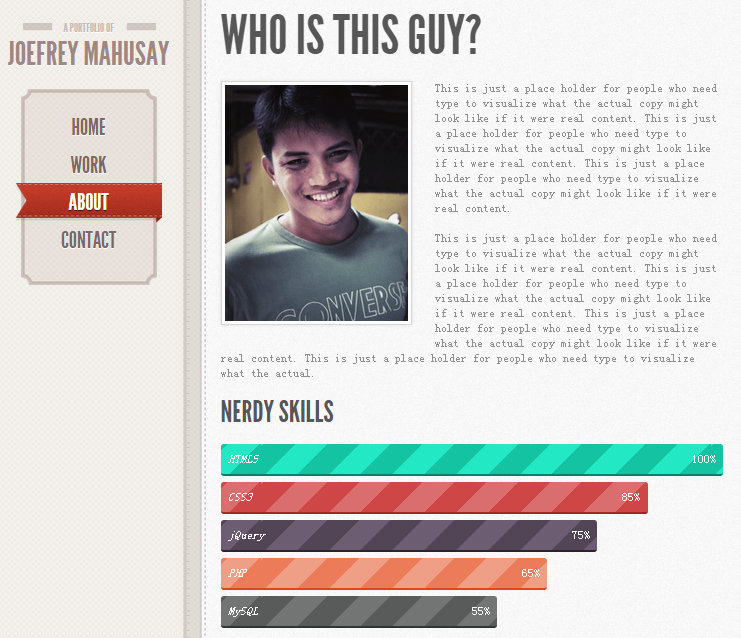 A PORTFOLIO OF
JOEFREY MAHUSAY
HOME
WORK
ABOUT
CONTACT
WHO IS THIS GUY?
This is just a place holder for people who need
type to visualize what the actual copy might
look like if it were real content. This is just
a place holder for people who need type to
visualize what the actual copy might look like
if it were real content. This is just a place
holder for people who need type to visualize
what the actual copy might look like if it were
real content.
This is just a place holder for people who need
type to visualize what the actual copy might
look like if it were real content. This is just
a place holder for people who need type to
visualize what the actual copy might look like
if it were real content. This is just a place
holder for people who need type to visualize
what the actual copy might look like if it were
real content. This is just a place holder for people who need type to visualize
what the actual.
CONVERSE
NERDY SKILLS
HTML5 100%
CSS3 85%
jQuery 75%
PHP 65%
MySQL 55%